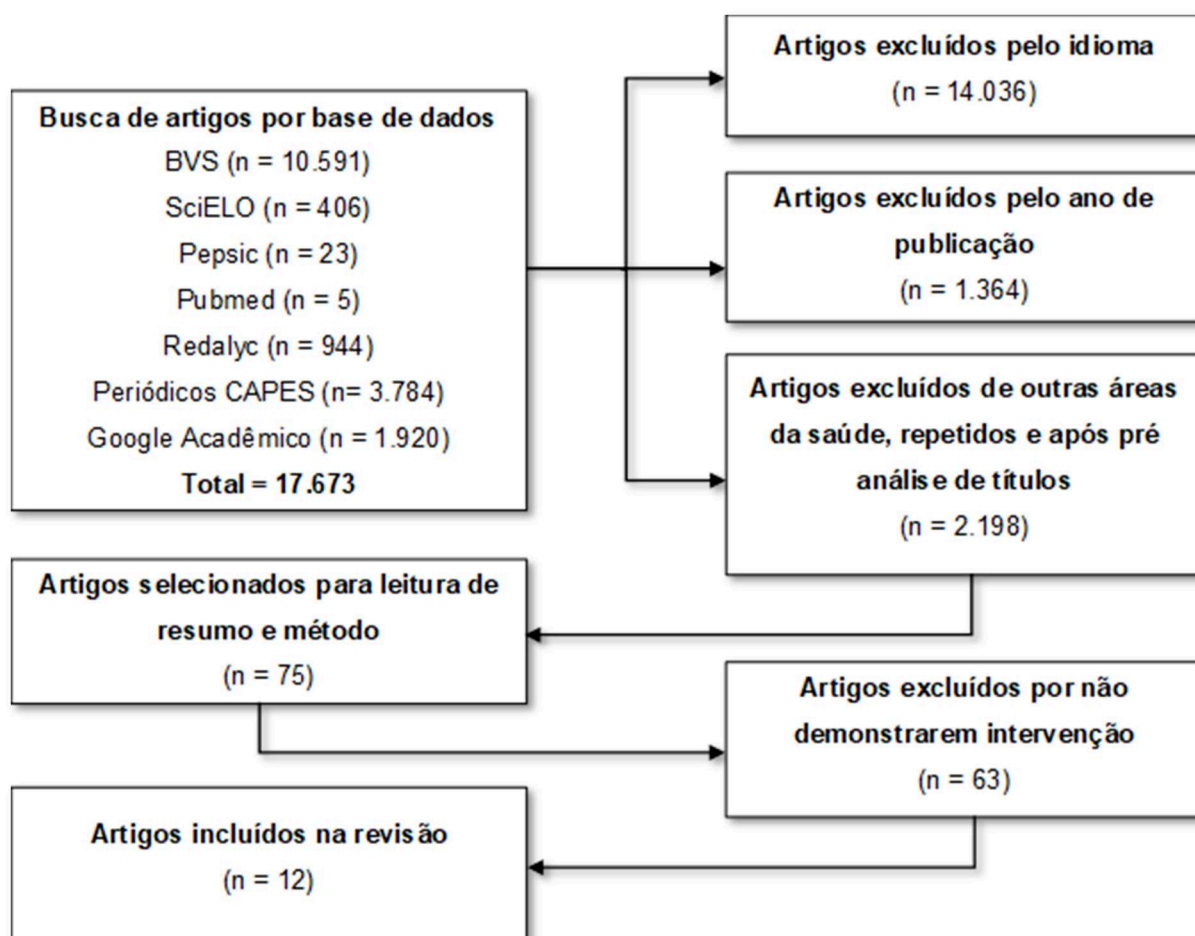 Busca de artigos por base de dados
BVS (n = 10.591)
SciELO (n = 406)
Pepsic (n = 23)
Pubmed (n = 5)
Redalyc (n = 944)
Periódicos CAPES (n= 3.784)
Google Acadêmico (n = 1.920)
Total = 17.673
Artigos excluídos pelo idioma
(n = 14.036)
Artigos excluídos pelo ano de
publicação
(n = 1.364)
Artigos excluídos de outras áreas
da saúde, repetidos e após pré
análise de títulos
(n = 2.198)
Artigos selecionados para leitura de
resumo e método
(n = 75)
Artigos excluídos por não
demonstrarem intervenção
(n = 63)
Artigos incluídos na revisão
(n = 12)